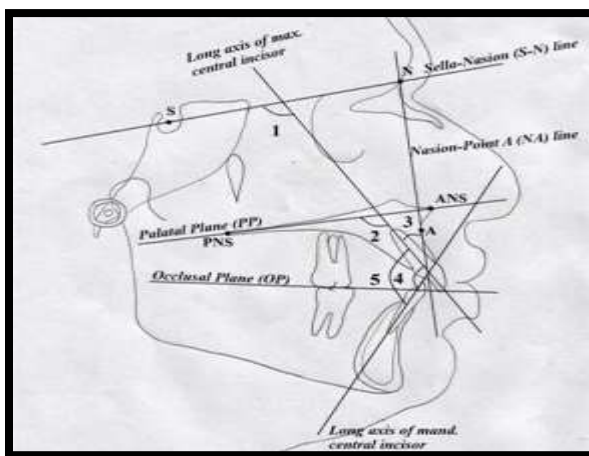 Long axis of max.
central incisor
N
Sella-Nasion (S-N) line
S
1
Nasion-Point A (NA) line
ANS
Palatal Plane (PP)
PNS
2
3
A
Occlusal Plane (OP)
5
4
Long axis of mand.
central incisor